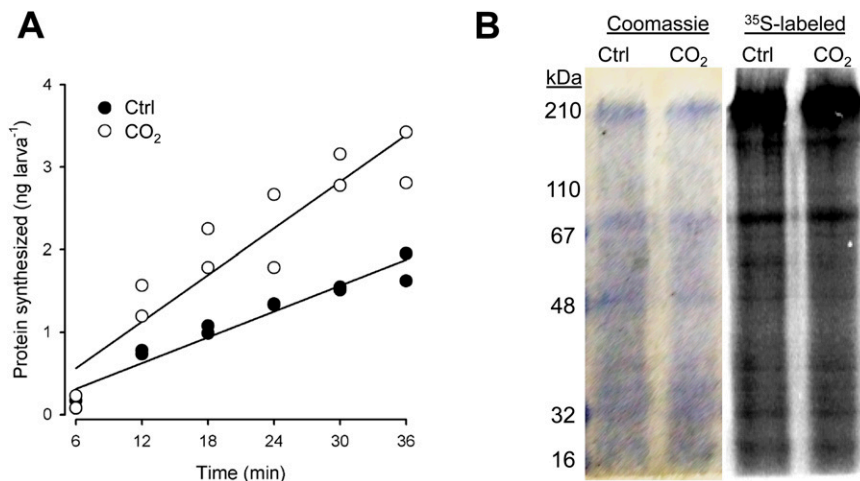 A
Protein synthesized (ng larva⁻¹)
4
3
2
1
0
Ctrl
CO₂
6 12 18 24 30 36
Time (min)
B
Coomassie ³⁵S-labeled
kDa Ctrl CO₂ Ctrl CO₂
210
110
67
48
32
16